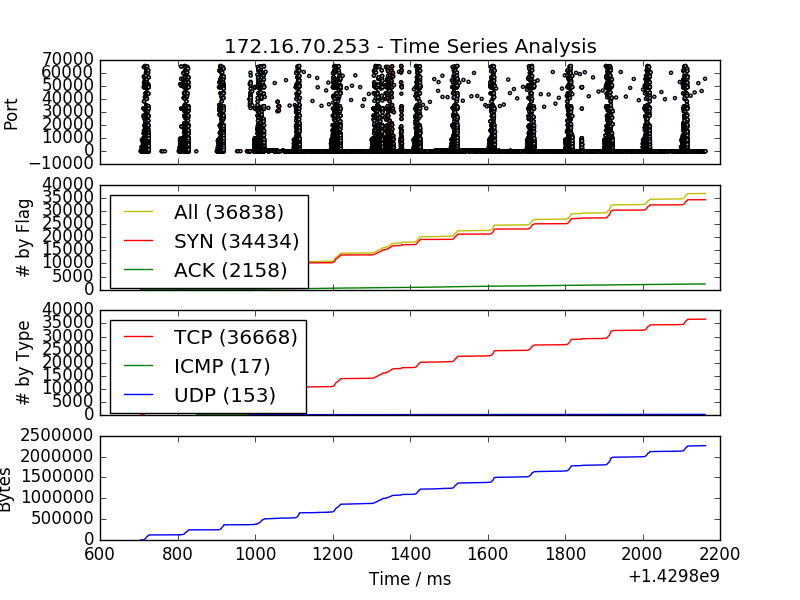 172.16.70.253 - Time Series Analysis
70000
60000
50000
40000
30000
20000
10000
0
−10000
Port
40000
35000
30000
25000
20000
15000
10000
5000
0
# by Flag
All (36838)
SYN (34434)
ACK (2158)
40000
35000
30000
25000
20000
15000
10000
5000
0
# by Type
TCP (36668)
ICMP (17)
UDP (153)
2500000
2000000
1500000
1000000
500000
0
Bytes
600 800 1000 1200 1400 1600 1800 2000 2200
Time / ms
+1.4298e9